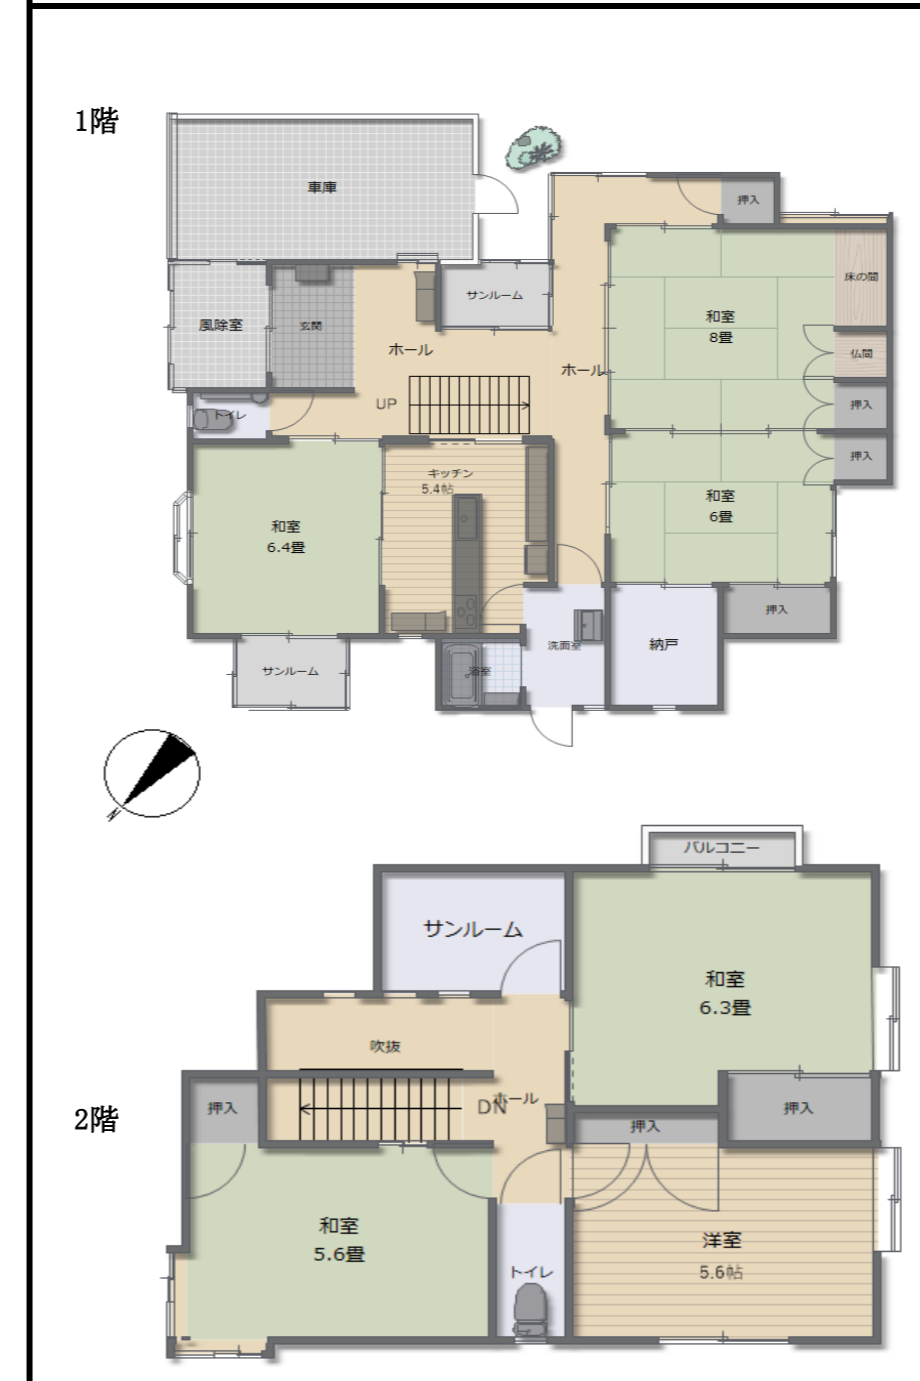 1階
車庫
押入
床の間
サンルーム
風除室
玄関
和室
8畳
ホール
仏間
ホール
UP
押入
トイレ
押入
キッチン
5.4帖
和室
6畳
和室
6.4畳
押入
洗面室
納戸
浴室
サンルーム
N
バルコニー
サンルーム
和室
6.3畳
吹抜
2階
押入
DN
ホール
押入
押入
和室
5.6畳
洋室
5.6帖
トイレ